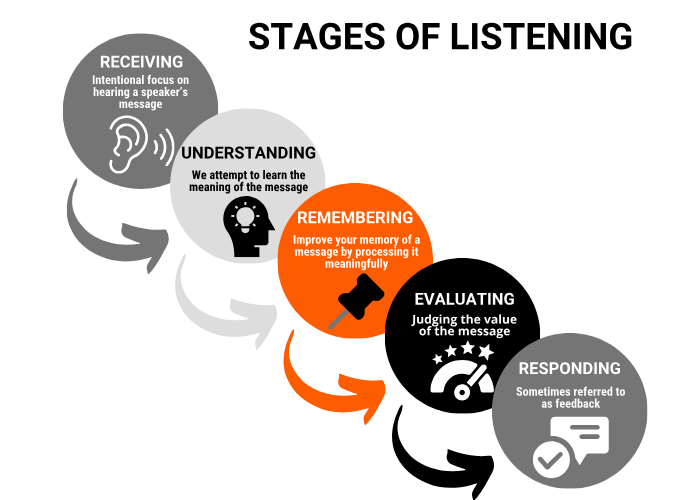 STAGES OF LISTENING
RECEIVING
Intentional focus on
hearing a speaker's
message
UNDERSTANDING
We attempt to learn the
meaning of the message
REMEMBERING
Improve your memory of a
message by processing it
meaningfully
EVALUATING
Judging the value
of the message
RESPONDING
Sometimes referred to
as feedback